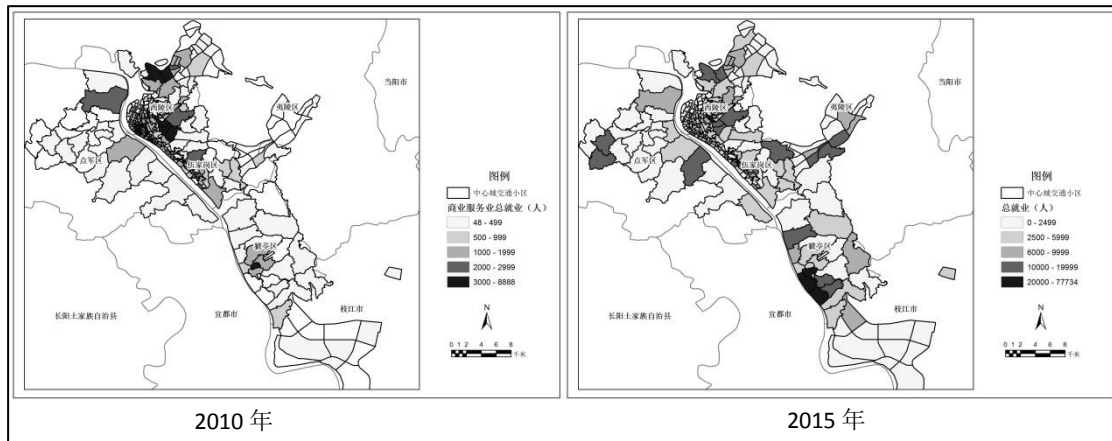 当阳市
夷陵区
西陵区
点军区
伍家岗区
猇亭区
长阳土家族自治县
宜都市
枝江市
图例
中心城交通小区
商业服务业总就业（人）
48 - 499
500 - 999
1000 - 1999
2000 - 2999
3000 - 8888
N
0 1 2 4 6 8
千米
2010 年
当阳市
夷陵区
西陵区
点军区
伍家岗区
猇亭区
长阳土家族自治县
宜都市
枝江市
图例
中心城交通小区
总就业（人）
0 - 2499
2500 - 5999
6000 - 9999
10000 - 19999
20000 - 77734
N
0 1 2 4 6 8
千米
2015 年